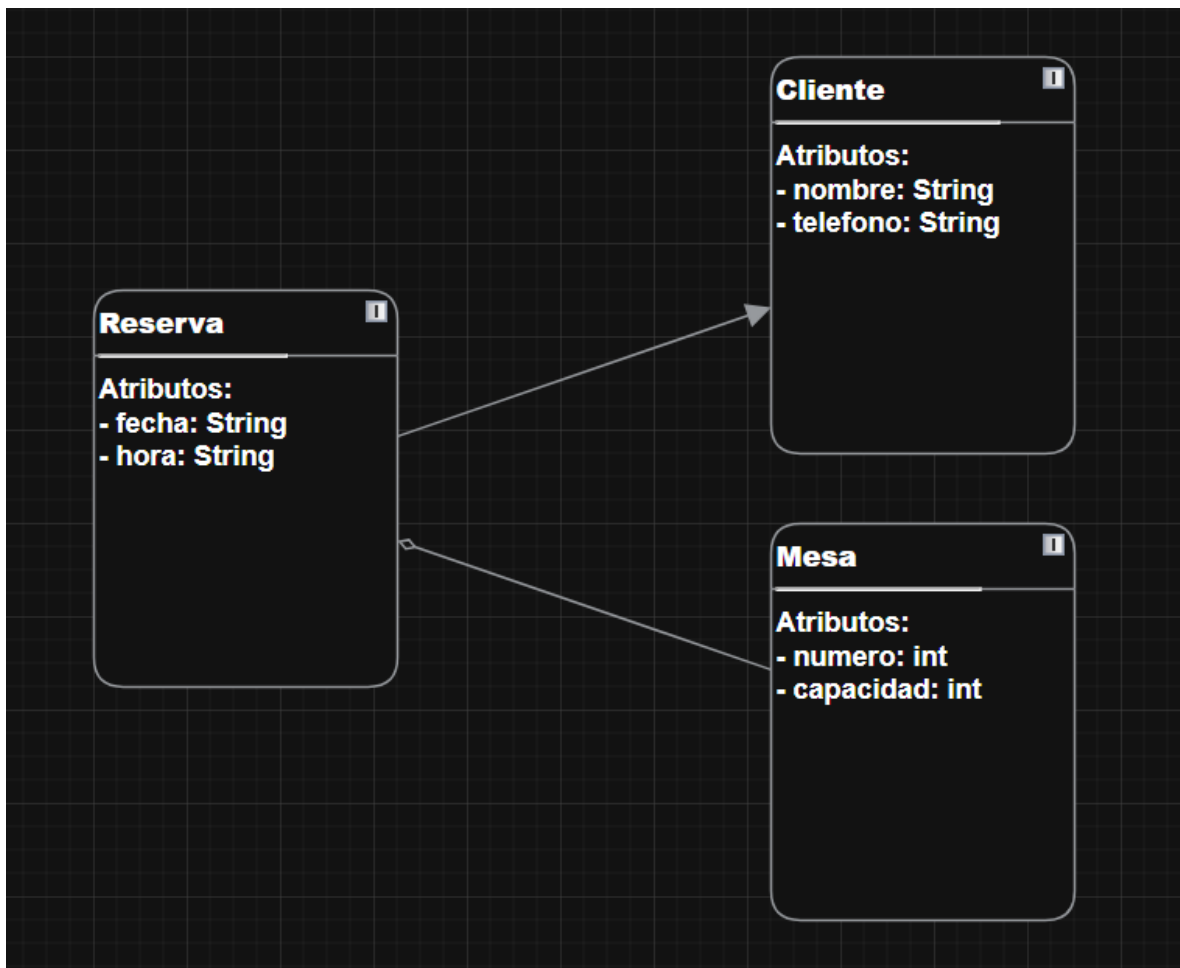 Cliente
Atributos:
- nombre: String
- telefono: String
Reserva
Atributos:
- fecha: String
- hora: String
Mesa
Atributos:
- numero: int
- capacidad: int